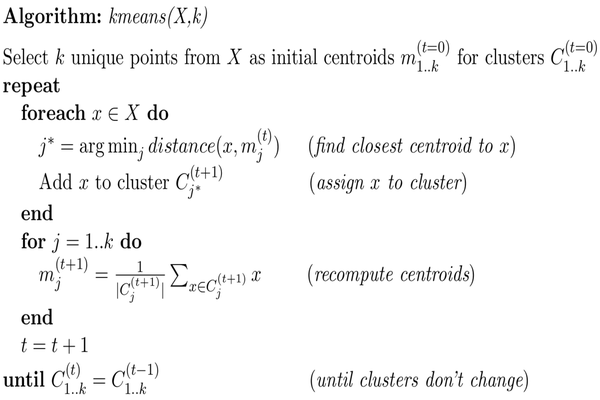 Algorithm: kmeans(X,k)
Select k unique points from X as initial centroids m_{1..k}^{(t=0)} for clusters C_{1..k}^{(t=0)}
repeat
foreach x ∈ X do
j* = arg min_j distance(x, m_j^{(t)}) (find closest centroid to x)
Add x to cluster C_{j*}^{(t+1)} (assign x to cluster)
end
for j = 1..k do
m_j^{(t+1)} = \frac{1}{|C_j^{(t+1)}|} ∑_{x∈C_j^{(t+1)}} x (recompute centroids)
end
t = t + 1
until C_{1..k}^{(t)} = C_{1..k}^{(t−1)} (until clusters don't change)